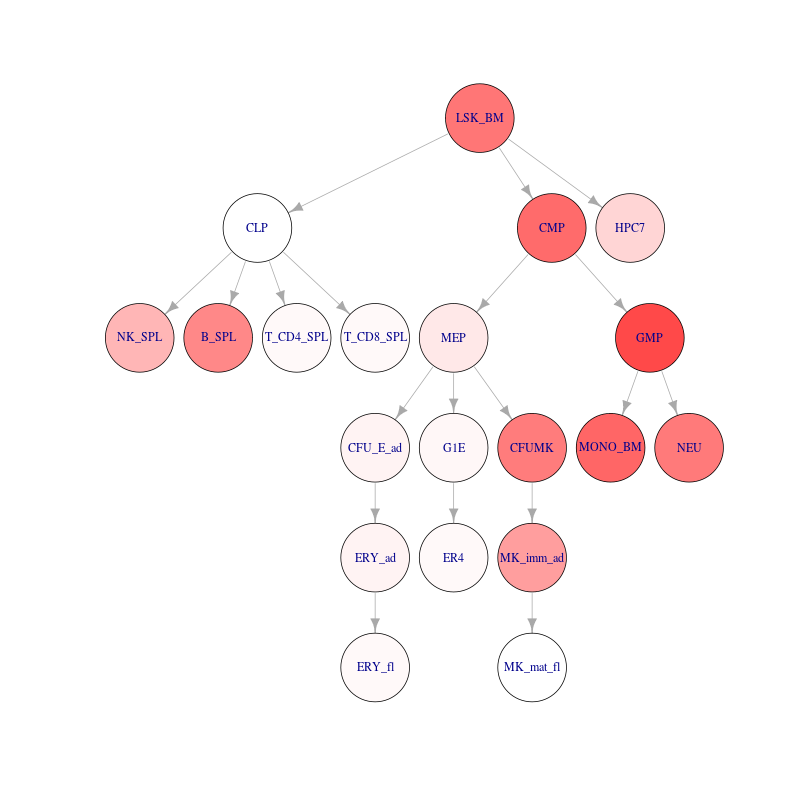 LSK_BM
CLP
CMP
HPC7
NK_SPL
B_SPL
T_CD4_SPL
T_CD8_SPL
MEP
GMP
CFU_E_ad
G1E
CFUMK
MONO_BM
NEU
ERY_ad
ER4
MK_imm_ad
ERY_fl
MK_mat_fl